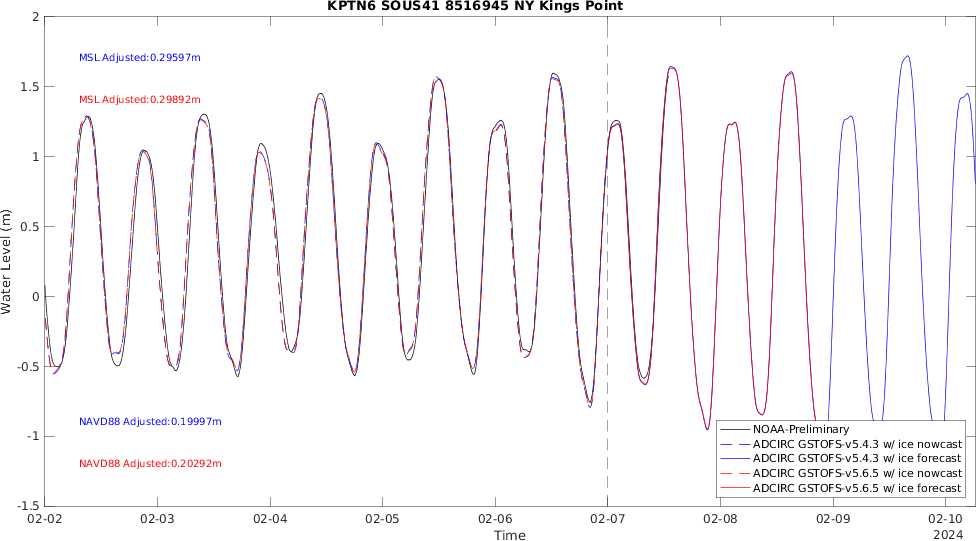 KPTN6 SOUS41 8516945 NY Kings Point
2
1.5
1
0.5
0
-0.5
-1
-1.5
Water Level (m)
MSL Adjusted:0.29597m
MSL Adjusted:0.29892m
NAVD88 Adjusted:0.19997m
NAVD88 Adjusted:0.20292m
NOAA-Preliminary
ADCIRC GSTOFS-v5.4.3 w/ ice nowcast
ADCIRC GSTOFS-v5.4.3 w/ ice forecast
ADCIRC GSTOFS-v5.6.5 w/ ice nowcast
ADCIRC GSTOFS-v5.6.5 w/ ice forecast
02-02 02-03 02-04 02-05 02-06 02-07 02-08 02-09 02-10
Time
2024